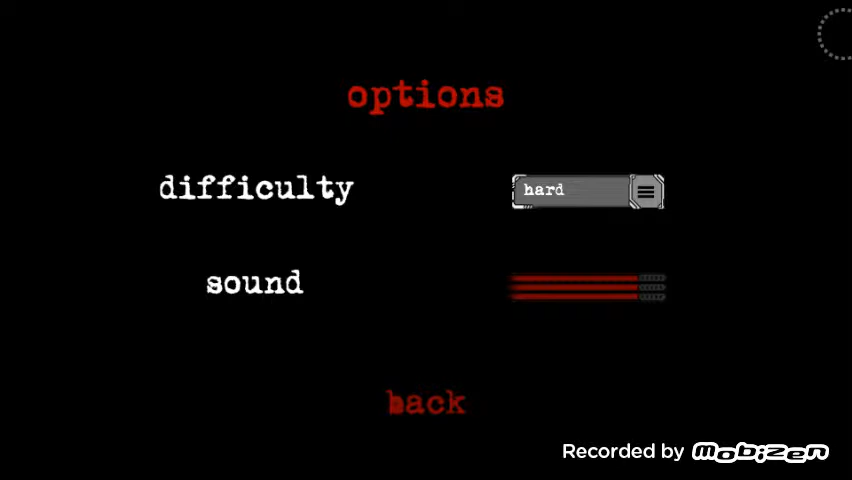 options
difficulty
hard
sound
back
Recorded by Mobizen